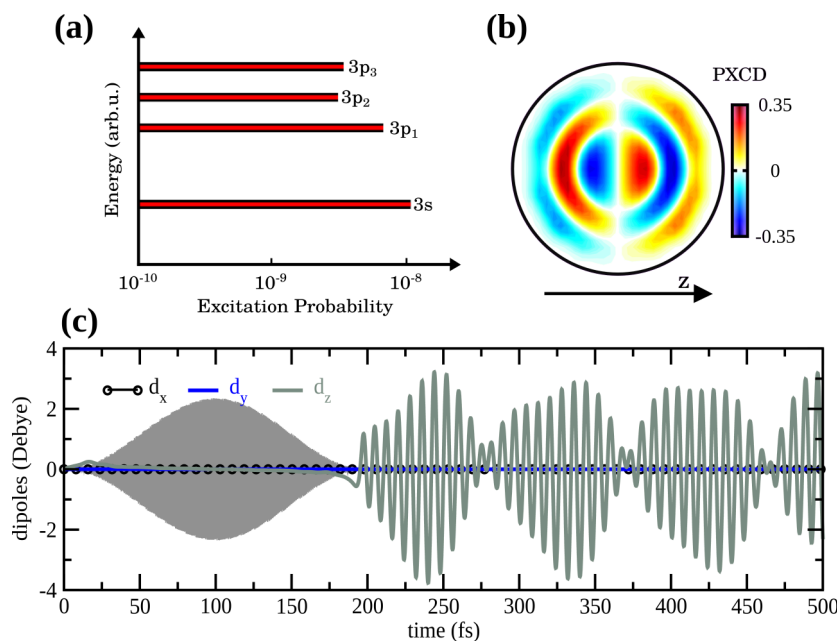 (a)
Energy (arb.u.)
3p3
3p2
3p1
3s
10-10
10-9
10-8
Excitation Probability
(b)
PXCD
0.35
0
-0.35
z
(c)
dipoles (Debye)
4
2
0
-2
-4
dx
dy
dz
0 50 100 150 200 250 300 350 400 450 500
time (fs)